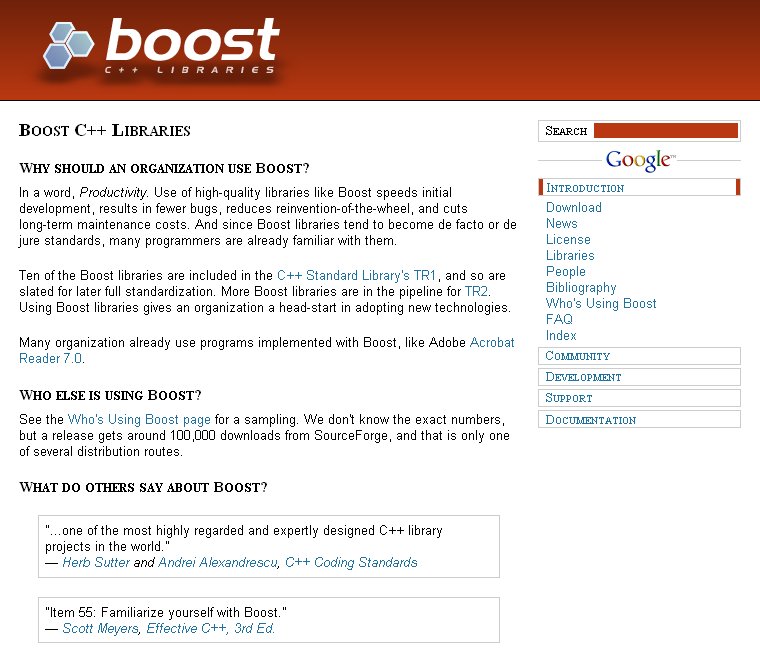 boost
C++ LIBRARIES
Boost C++ Libraries
Why should an organization use Boost?
In a word, Productivity. Use of high-quality libraries like Boost speeds initial
development, results in fewer bugs, reduces reinvention-of-the-wheel, and cuts
long-term maintenance costs. And since Boost libraries tend to become de facto or de
jure standards, many programmers are already familiar with them.
Ten of the Boost libraries are included in the C++ Standard Library's TR1, and so are
slated for later full standardization. More Boost libraries are in the pipeline for TR2.
Using Boost libraries gives an organization a head-start in adopting new technologies.
Many organization already use programs implemented with Boost, like Adobe Acrobat
Reader 7.0.
Who else is using Boost?
See the Who's Using Boost page for a sampling. We don't know the exact numbers,
but a release gets around 100,000 downloads from SourceForge, and that is only one
of several distribution routes.
What do others say about Boost?
"...one of the most highly regarded and expertly designed C++ library
projects in the world."
— Herb Sutter and Andrei Alexandrescu, C++ Coding Standards
"Item 55: Familiarize yourself with Boost."
— Scott Meyers, Effective C++, 3rd Ed.
Search
Google™
Introduction
Download
News
License
Libraries
People
Bibliography
Who's Using Boost
FAQ
Index
Community
Development
Support
Documentation